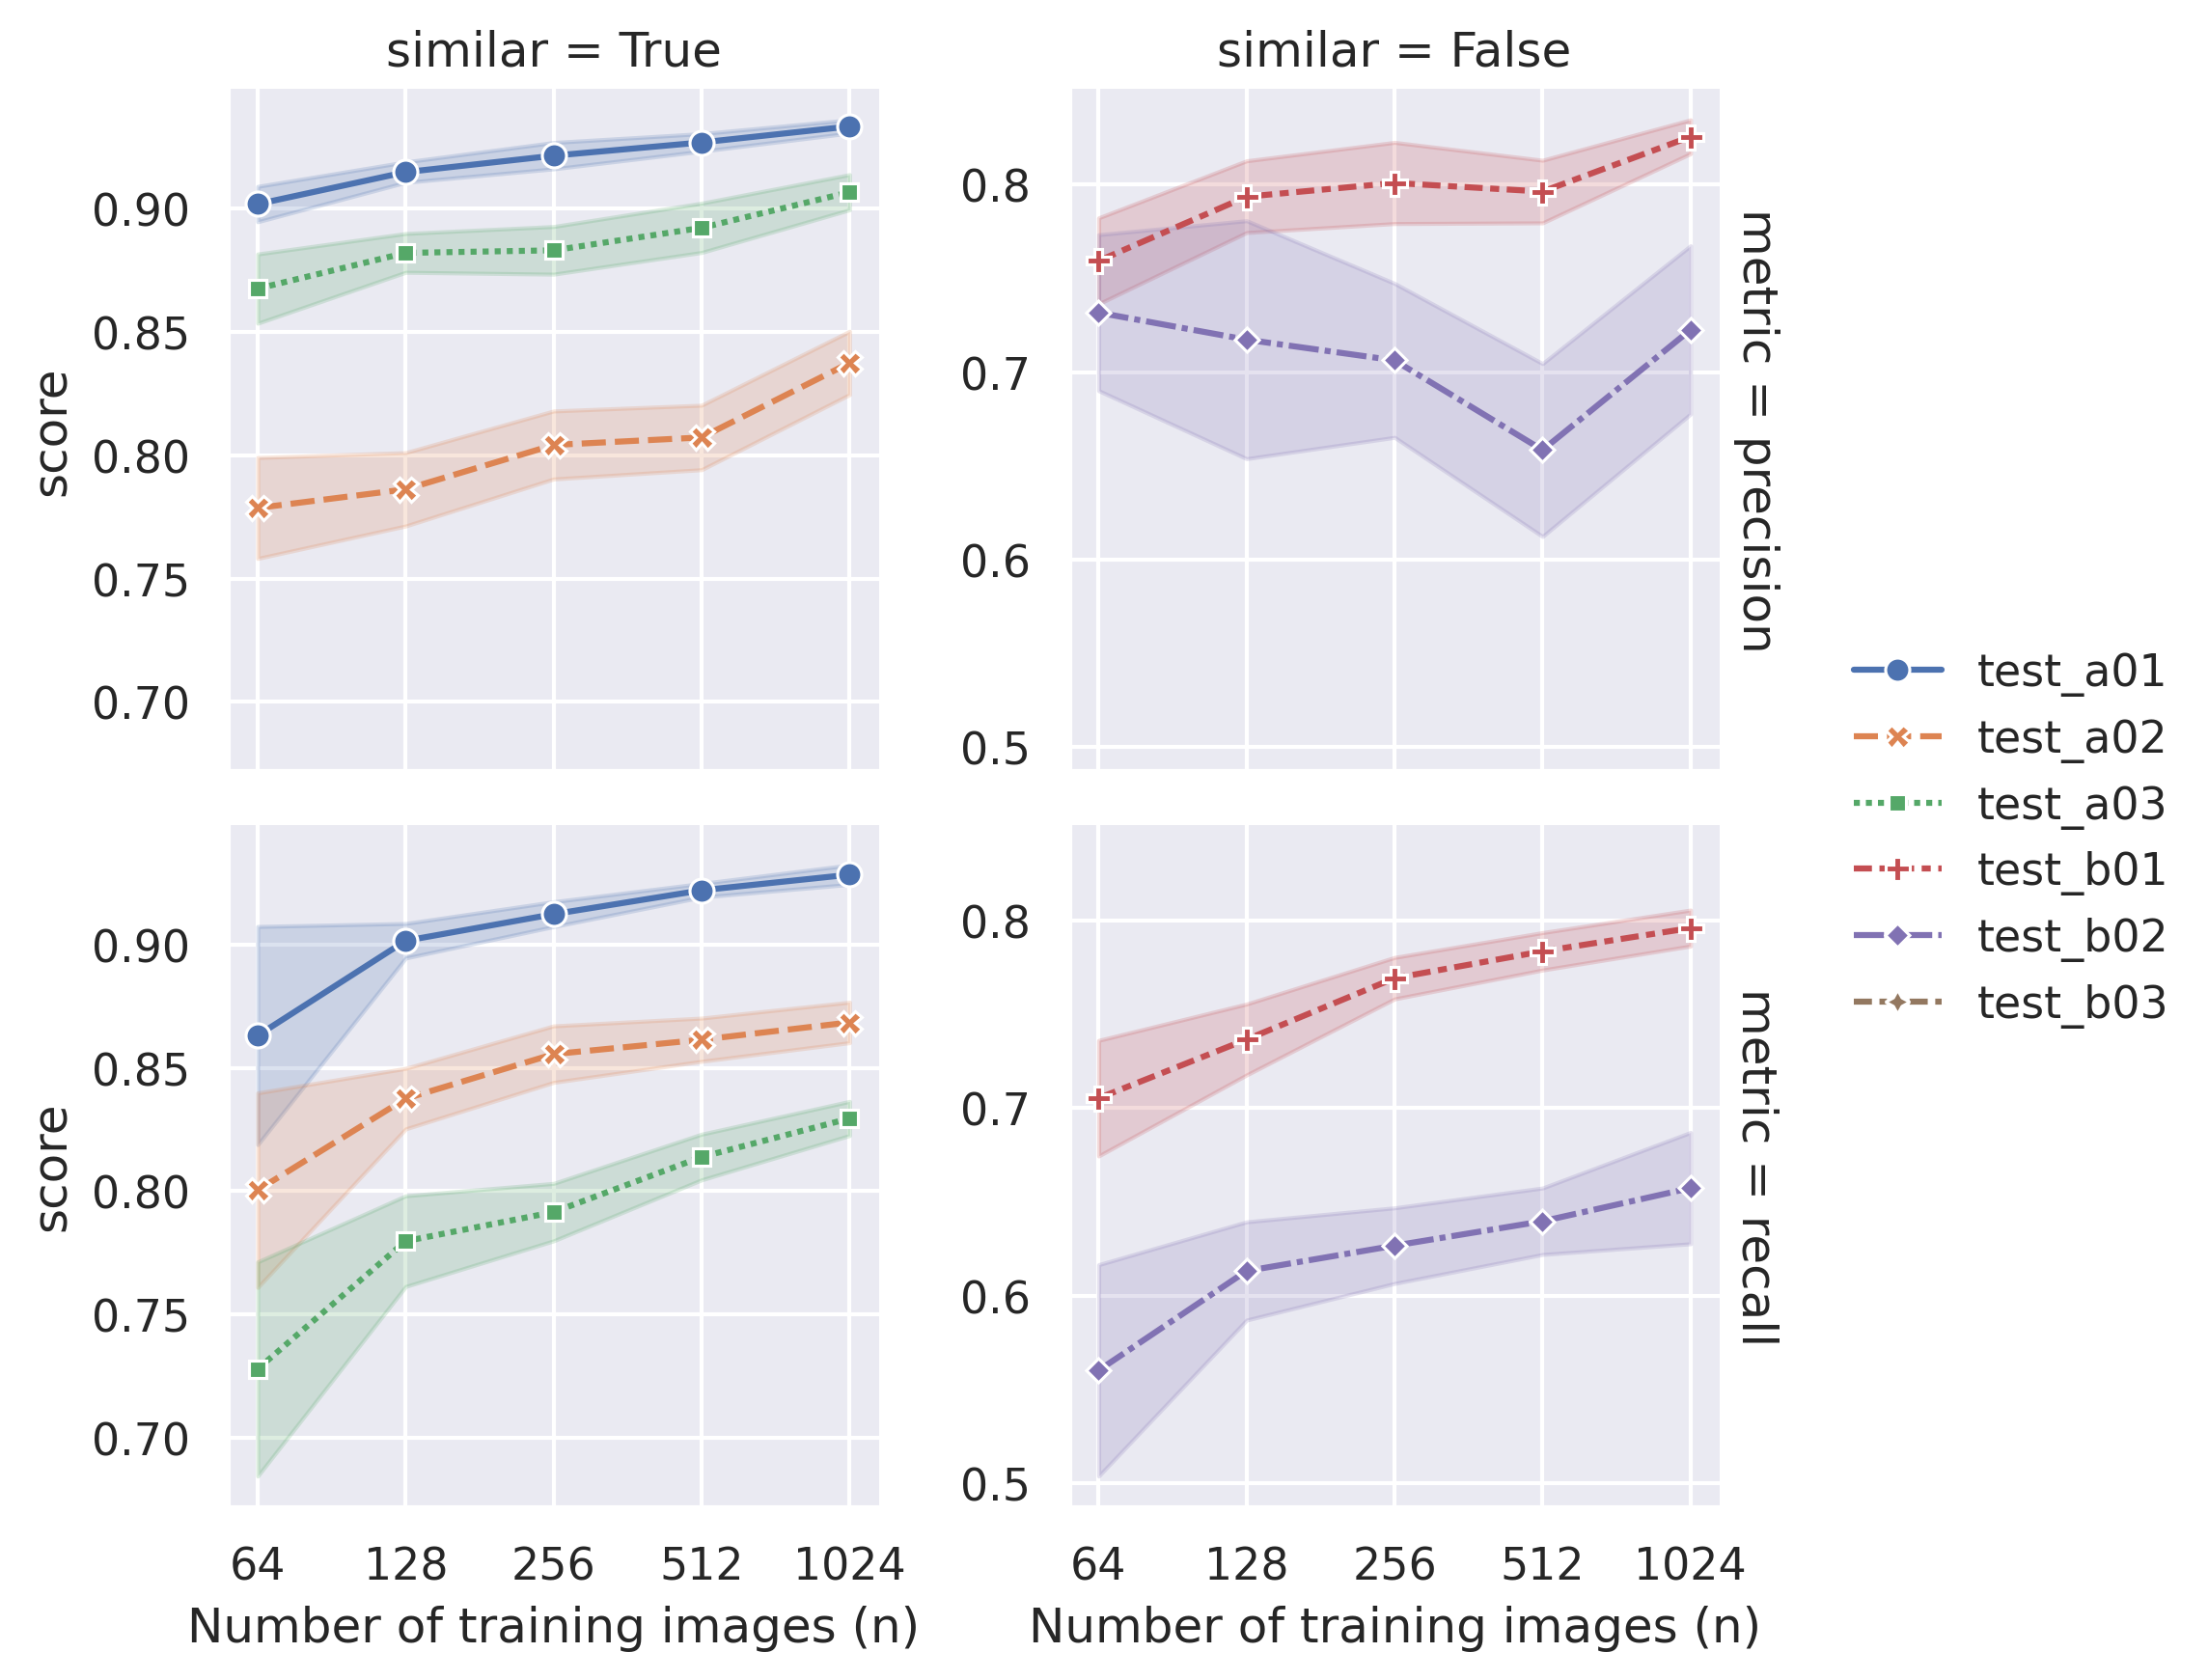 similar = True
similar = False
score
0.90
0.85
0.80
0.75
0.70
0.8
0.7
0.6
0.5
metric = precision
score
0.90
0.85
0.80
0.75
0.70
0.8
0.7
0.6
0.5
metric = recall
64 128 256 512 1024
Number of training images (n)
64 128 256 512 1024
Number of training images (n)
test_a01
test_a02
test_a03
test_b01
test_b02
test_b03